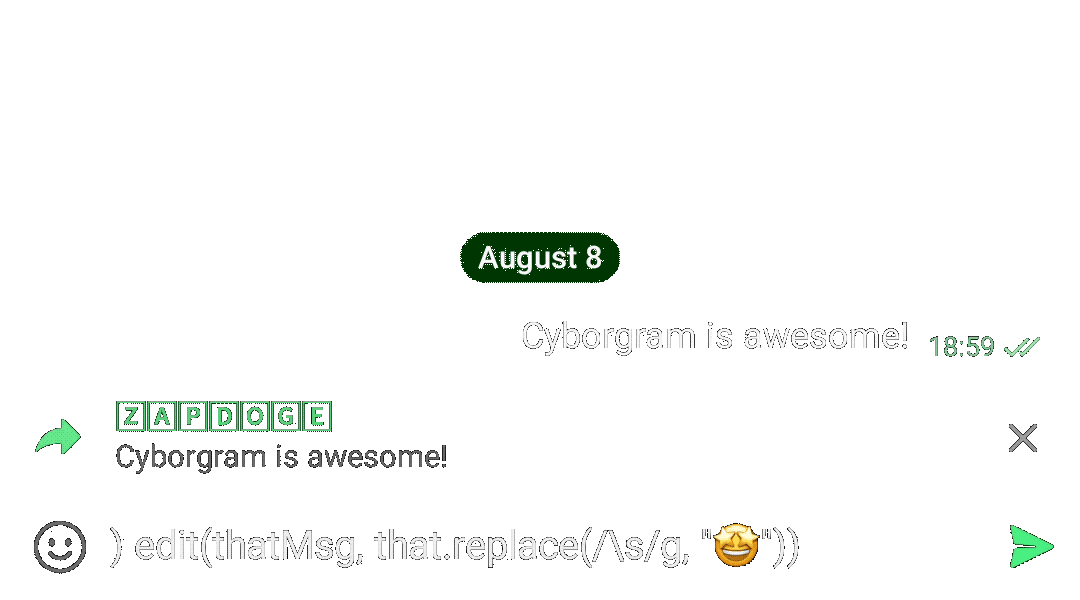 August 8
Cyborgram is awesome!
18:59
🅉🄰🄿🄳🄾🄶🄴
Cyborgram is awesome!
) edit(thatMsg, that.replace(/\s/g, "🤩"))